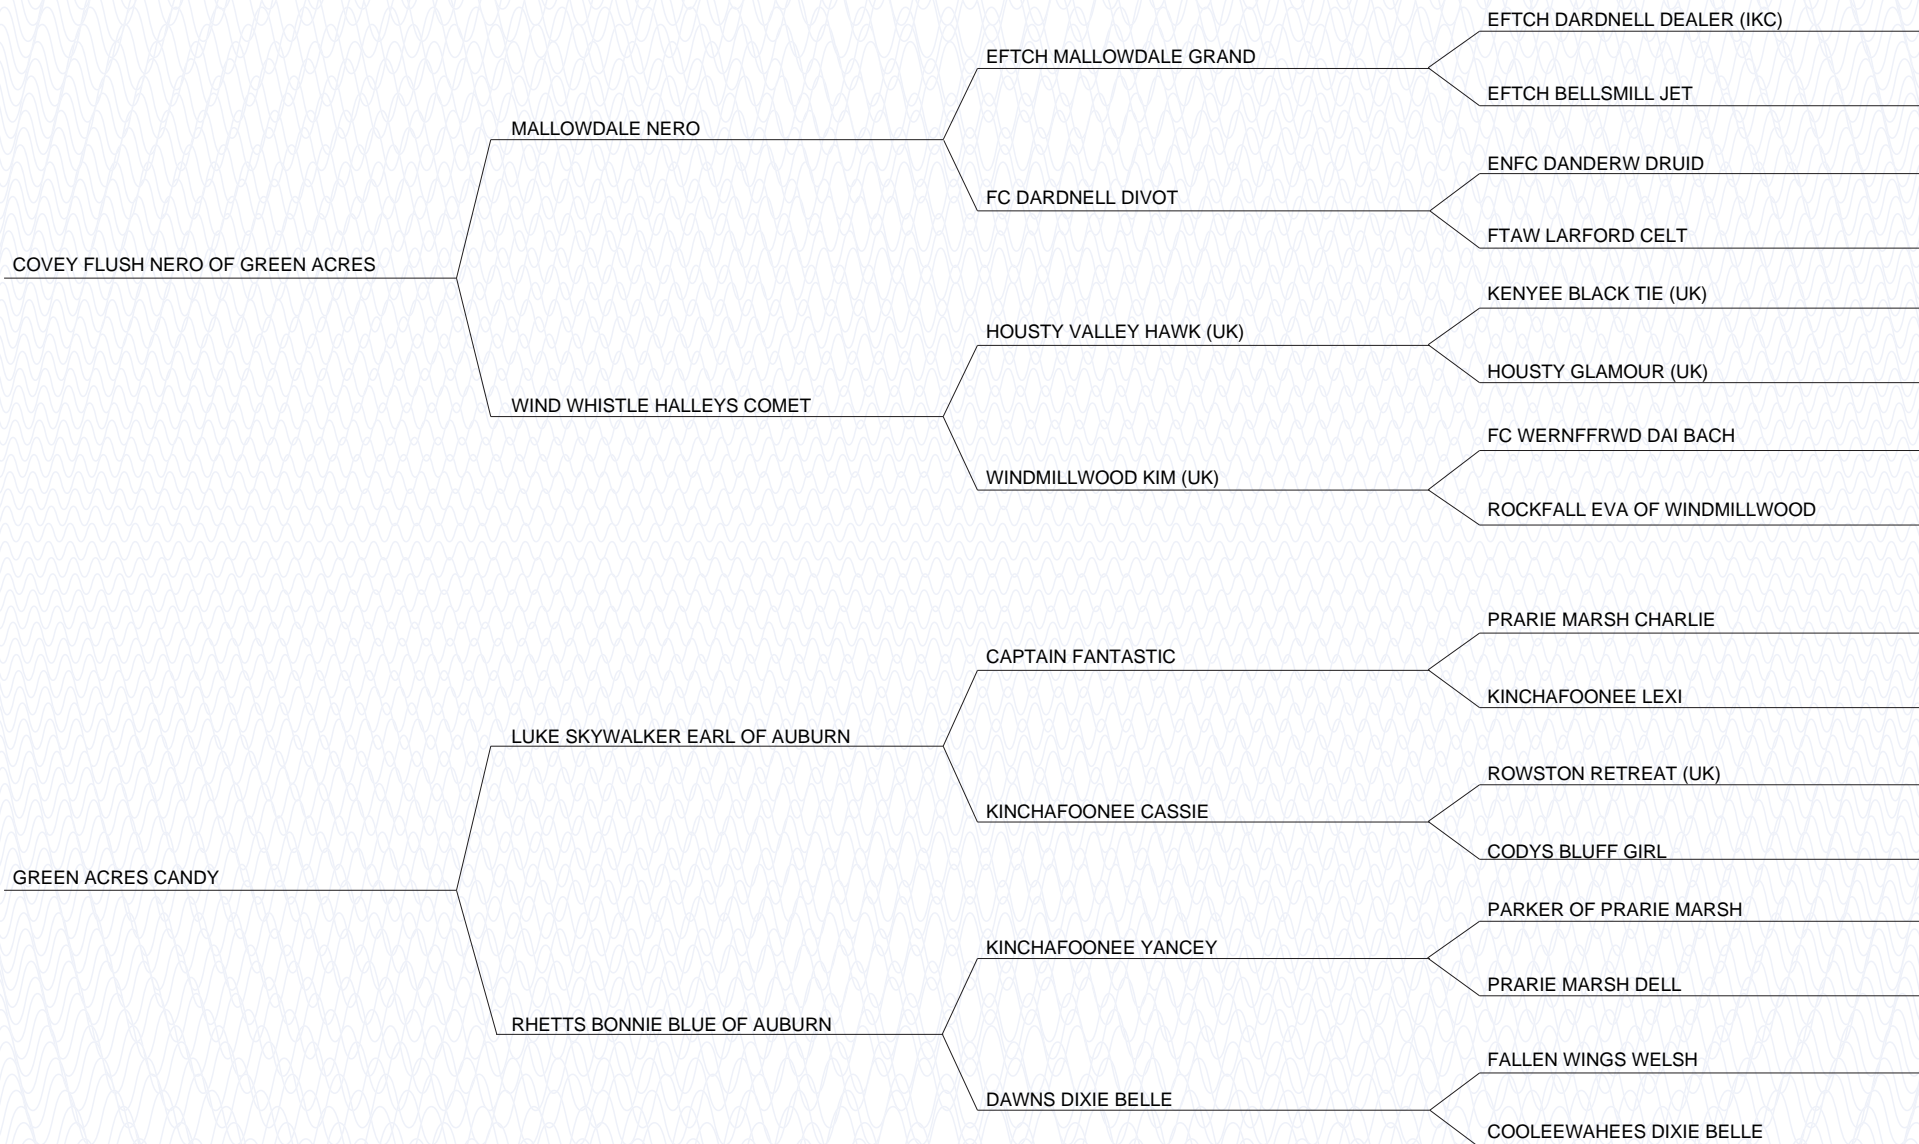 EFTCH DARDNELL DEALER (IKC)
EFTCH MALLOWDALE GRAND
EFTCH BELLSMILL JET
MALLOWDALE NERO
ENFC DANDERW DRUID
FC DARDNELL DIVOT
FTAW LARFORD CELT
COVEY FLUSH NERO OF GREEN ACRES
KENYEE BLACK TIE (UK)
HOUSTY VALLEY HAWK (UK)
HOUSTY GLAMOUR (UK)
WIND WHISTLE HALLEYS COMET
FC WERNFFRWD DAI BACH
WINDMILLWOOD KIM (UK)
ROCKFALL EVA OF WINDMILLWOOD
PRARIE MARSH CHARLIE
CAPTAIN FANTASTIC
KINCHAFOONEE LEXI
LUKE SKYWALKER EARL OF AUBURN
ROWSTON RETREAT (UK)
KINCHAFOONEE CASSIE
CODYS BLUFF GIRL
GREEN ACRES CANDY
PARKER OF PRARIE MARSH
KINCHAFOONEE YANCEY
PRARIE MARSH DELL
RHETTS BONNIE BLUE OF AUBURN
FALLEN WINGS WELSH
DAWNS DIXIE BELLE
COOLEEWAHEES DIXIE BELLE